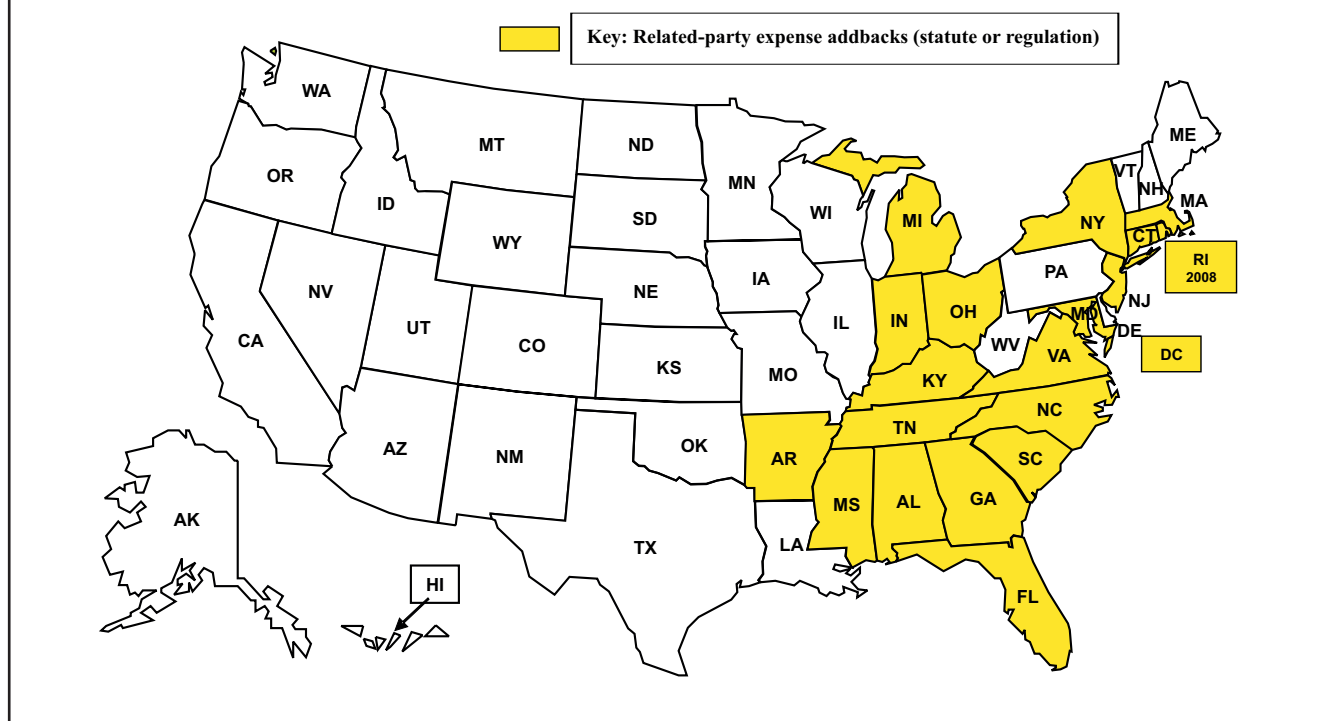 Key: Related-party expense addbacks (statute or regulation)
WA
MT
ND
MN
OR
ID
SD
WI
MI
WY
NE
IA
NV
UT
CO
CA
KS
MO
IL
IN
OH
PA
NY
VT
NH
ME
MA
CT
RI
2008
NJ
MD
DE
DC
WV
VA
KY
NC
TN
SC
AZ
NM
OK
AR
MS
AL
GA
TX
LA
FL
AK
HI